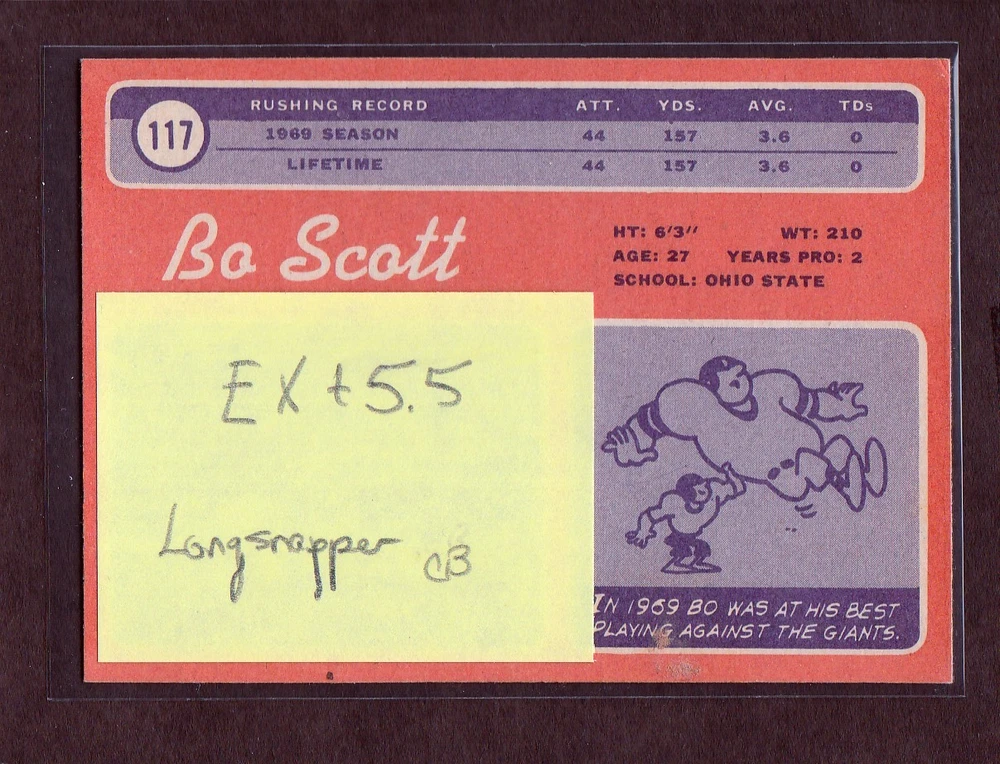 117
RUSHING RECORD ATT. YDS. AVG. TDs
1969 SEASON 44 157 3.6 0
LIFETIME 44 157 3.6 0
Bo Scott
HT: 6'3" WT: 210
AGE: 27 YEARS PRO: 2
SCHOOL: OHIO STATE
EX+5.5
Longsnapper CB
IN 1969 BO WAS AT HIS BEST
PLAYING AGAINST THE GIANTS.